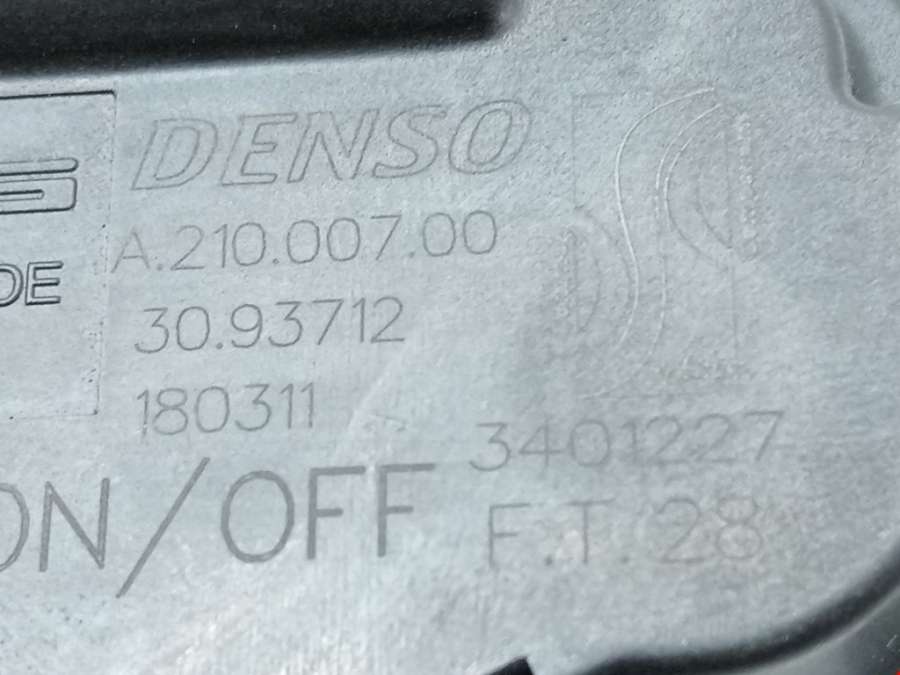 DENSO
A.210.007.00
DE
30.93712
180311
3401227
ON/OFF
F.T.28